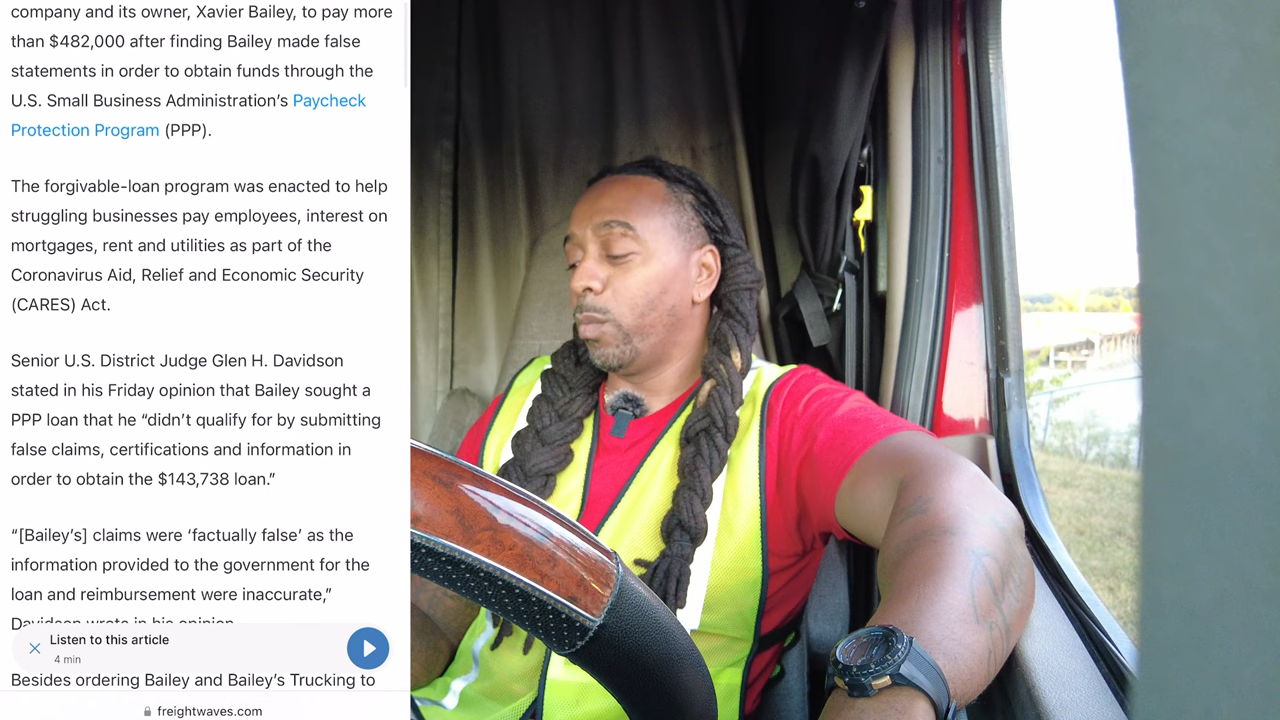 company and its owner, Xavier Bailey, to pay more
than $482,000 after finding Bailey made false
statements in order to obtain funds through the
U.S. Small Business Administration’s Paycheck
Protection Program (PPP).
The forgivable-loan program was enacted to help
struggling businesses pay employees, interest on
mortgages, rent and utilities as part of the
Coronavirus Aid, Relief and Economic Security
(CARES) Act.
Senior U.S. District Judge Glen H. Davidson
stated in his Friday opinion that Bailey sought a
PPP loan that he “didn’t qualify for by submitting
false claims, certifications and information in
order to obtain the $143,738 loan.”
“[Bailey’s] claims were ‘factually false’ as the
information provided to the government for the
loan and reimbursement were inaccurate,”
Davidson wrote in his opinion.
Listen to this article
4 min
Besides ordering Bailey and Bailey’s Trucking to
freightwaves.com